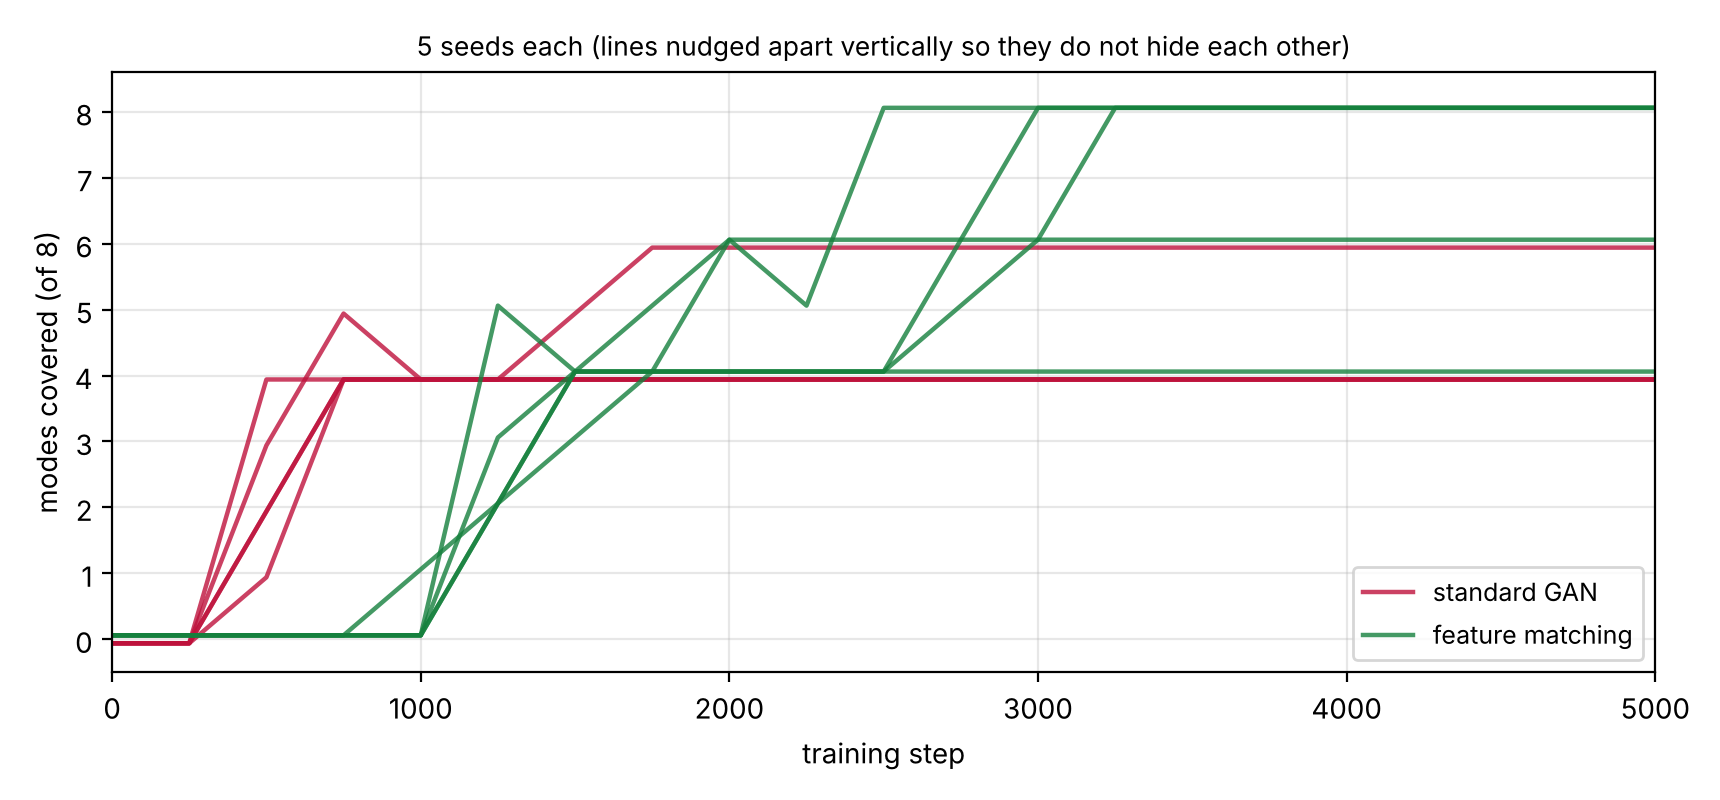 5 seeds each (lines nudged apart vertically so they do not hide each other)
modes covered (of 8)
8
7
6
5
4
3
2
1
0
standard GAN
feature matching
0 1000 2000 3000 4000 5000
training step